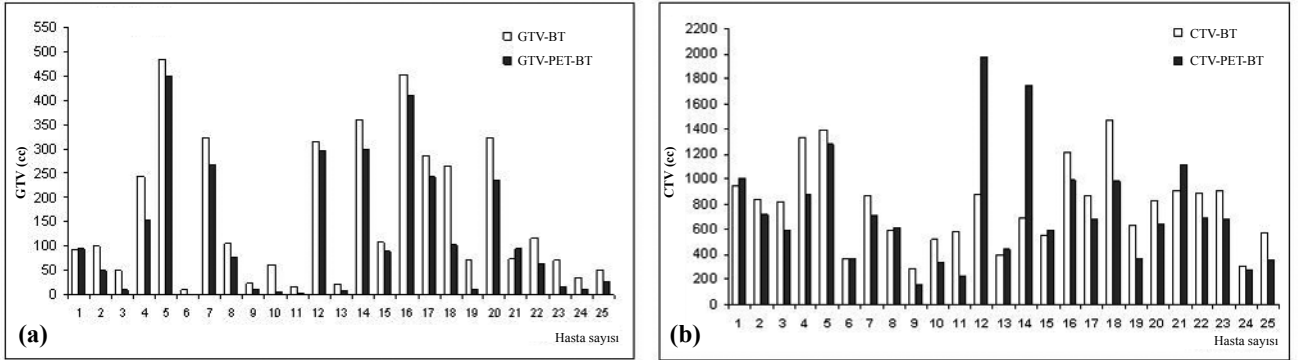 550
500
450
400
350
300
250
200
150
100
50
0
GTV (cc)
GTV-BT
GTV-PET-BT
1 2 3 4 5 6 7 8 9 10 11 12 13 14 15 16 17 18 19 20 21 22 23 24 25
(a)
Hasta sayısı
2200
2000
1800
1600
1400
1200
1000
800
600
400
200
0
CTV (cc)
CTV-BT
CTV-PET-BT
1 2 3 4 5 6 7 8 9 10 11 12 13 14 15 16 17 18 19 20 21 22 23 24 25
(b)
Hasta sayısı